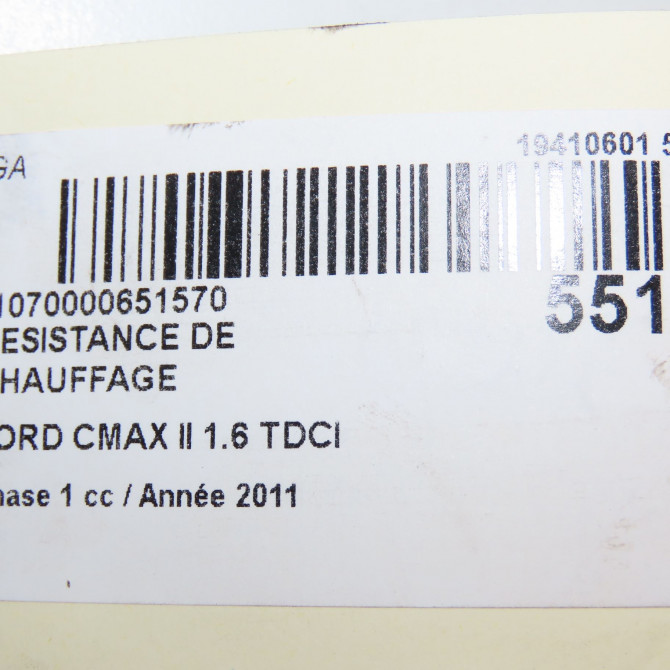 19410601 5
GA
1070000651570
551
ESISTANCE DE
HAUFFAGE
ORD CMAX II 1.6 TDCI
hase 1 cc / Année 2011